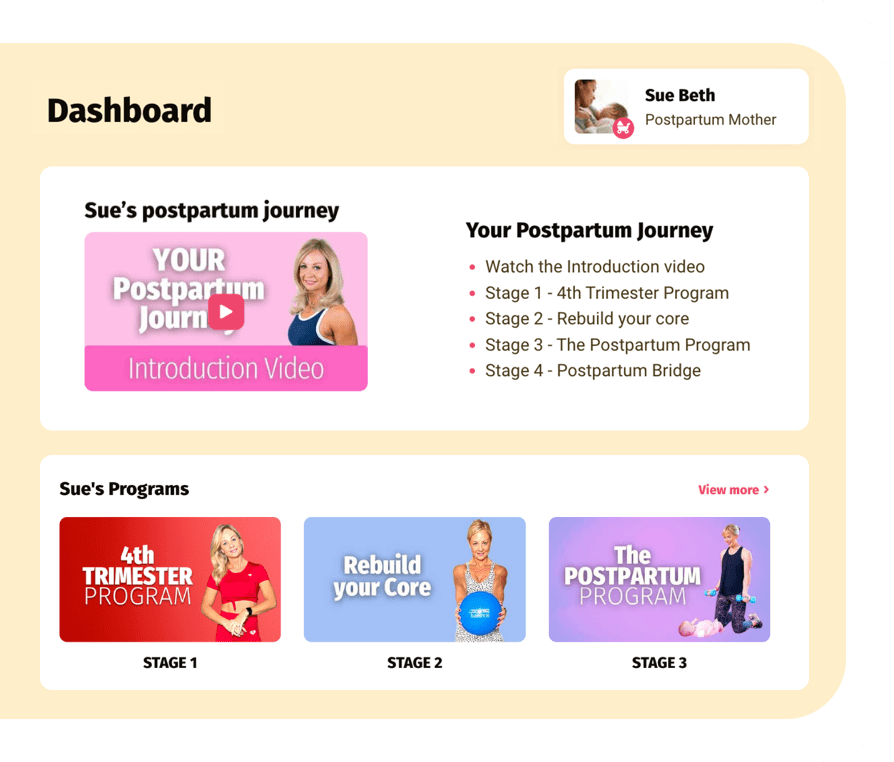 Dashboard
Sue Beth
Postpartum Mother
Sue’s postpartum journey
YOUR
Postpartum
Journey
Introduction Video
Your Postpartum Journey
Watch the Introduction video
Stage 1 - 4th Trimester Program
Stage 2 - Rebuild your core
Stage 3 - The Postpartum Program
Stage 4 - Postpartum Bridge
Sue's Programs
View more
4th
TRIMESTER
PROGRAM
Rebuild
your Core
The
POSTPARTUM
PROGRAM
STAGE 1
STAGE 2
STAGE 3